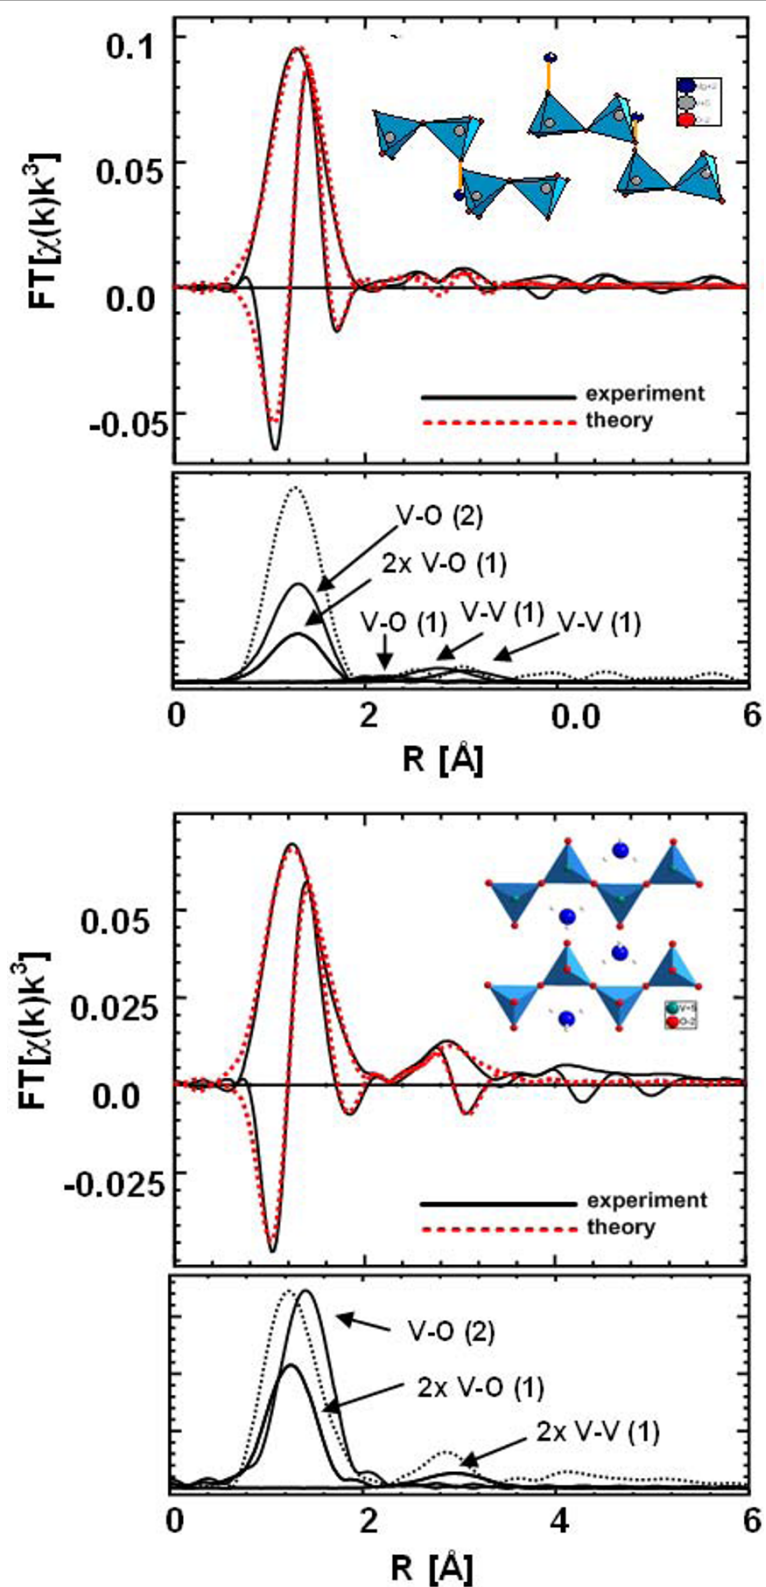 0.1
0.05
0.0
-0.05
FT[χ(k)k³]
experiment
theory
V-O (2)
2x V-O (1)
V-O (1)
V-V (1)
V-V (1)
0
2
0.0
6
R [Å]
0.05
0.025
0.0
-0.025
FT[χ(k)k³]
V+5
O-2
experiment
theory
V-O (2)
2x V-O (1)
2x V-V (1)
0
2
4
6
R [Å]